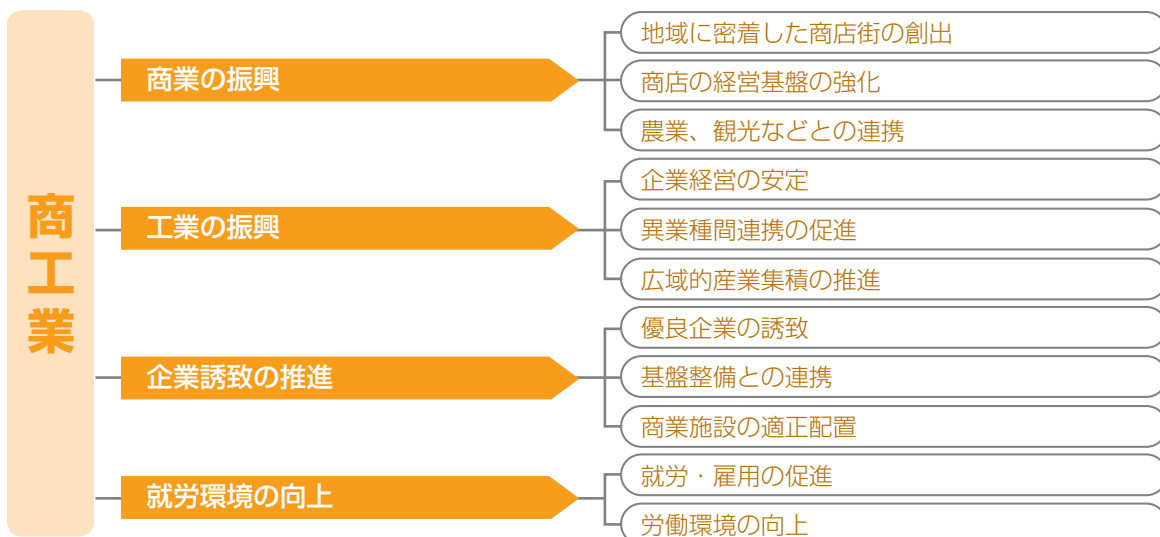 商工業
商業の振興
地域に密着した商店街の創出
商店の経営基盤の強化
農業、観光などとの連携
工業の振興
企業経営の安定
異業種間連携の促進
広域的産業集積の推進
企業誘致の推進
優良企業の誘致
基盤整備との連携
商業施設の適正配置
就労環境の向上
就労・雇用の促進
労働環境の向上